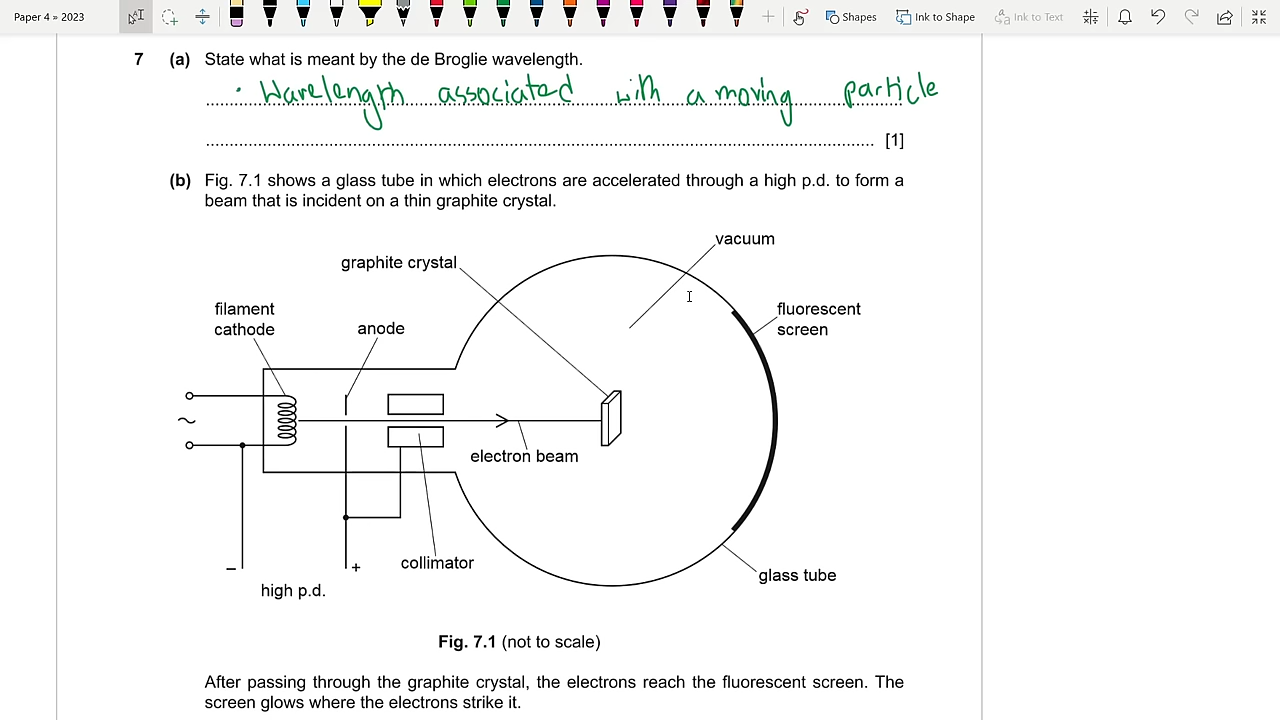 Paper 4 » 2023
Shapes
Ink to Shape
Ink to Text
7 (a) State what is meant by the de Broglie wavelength.
• Wavelength associated with a moving particle
[1]
(b) Fig. 7.1 shows a glass tube in which electrons are accelerated through a high p.d. to form a
beam that is incident on a thin graphite crystal.
vacuum
graphite crystal
filament
cathode
anode
fluorescent
screen
~
electron beam
collimator
– +
high p.d.
glass tube
Fig. 7.1 (not to scale)
After passing through the graphite crystal, the electrons reach the fluorescent screen. The
screen glows where the electrons strike it.